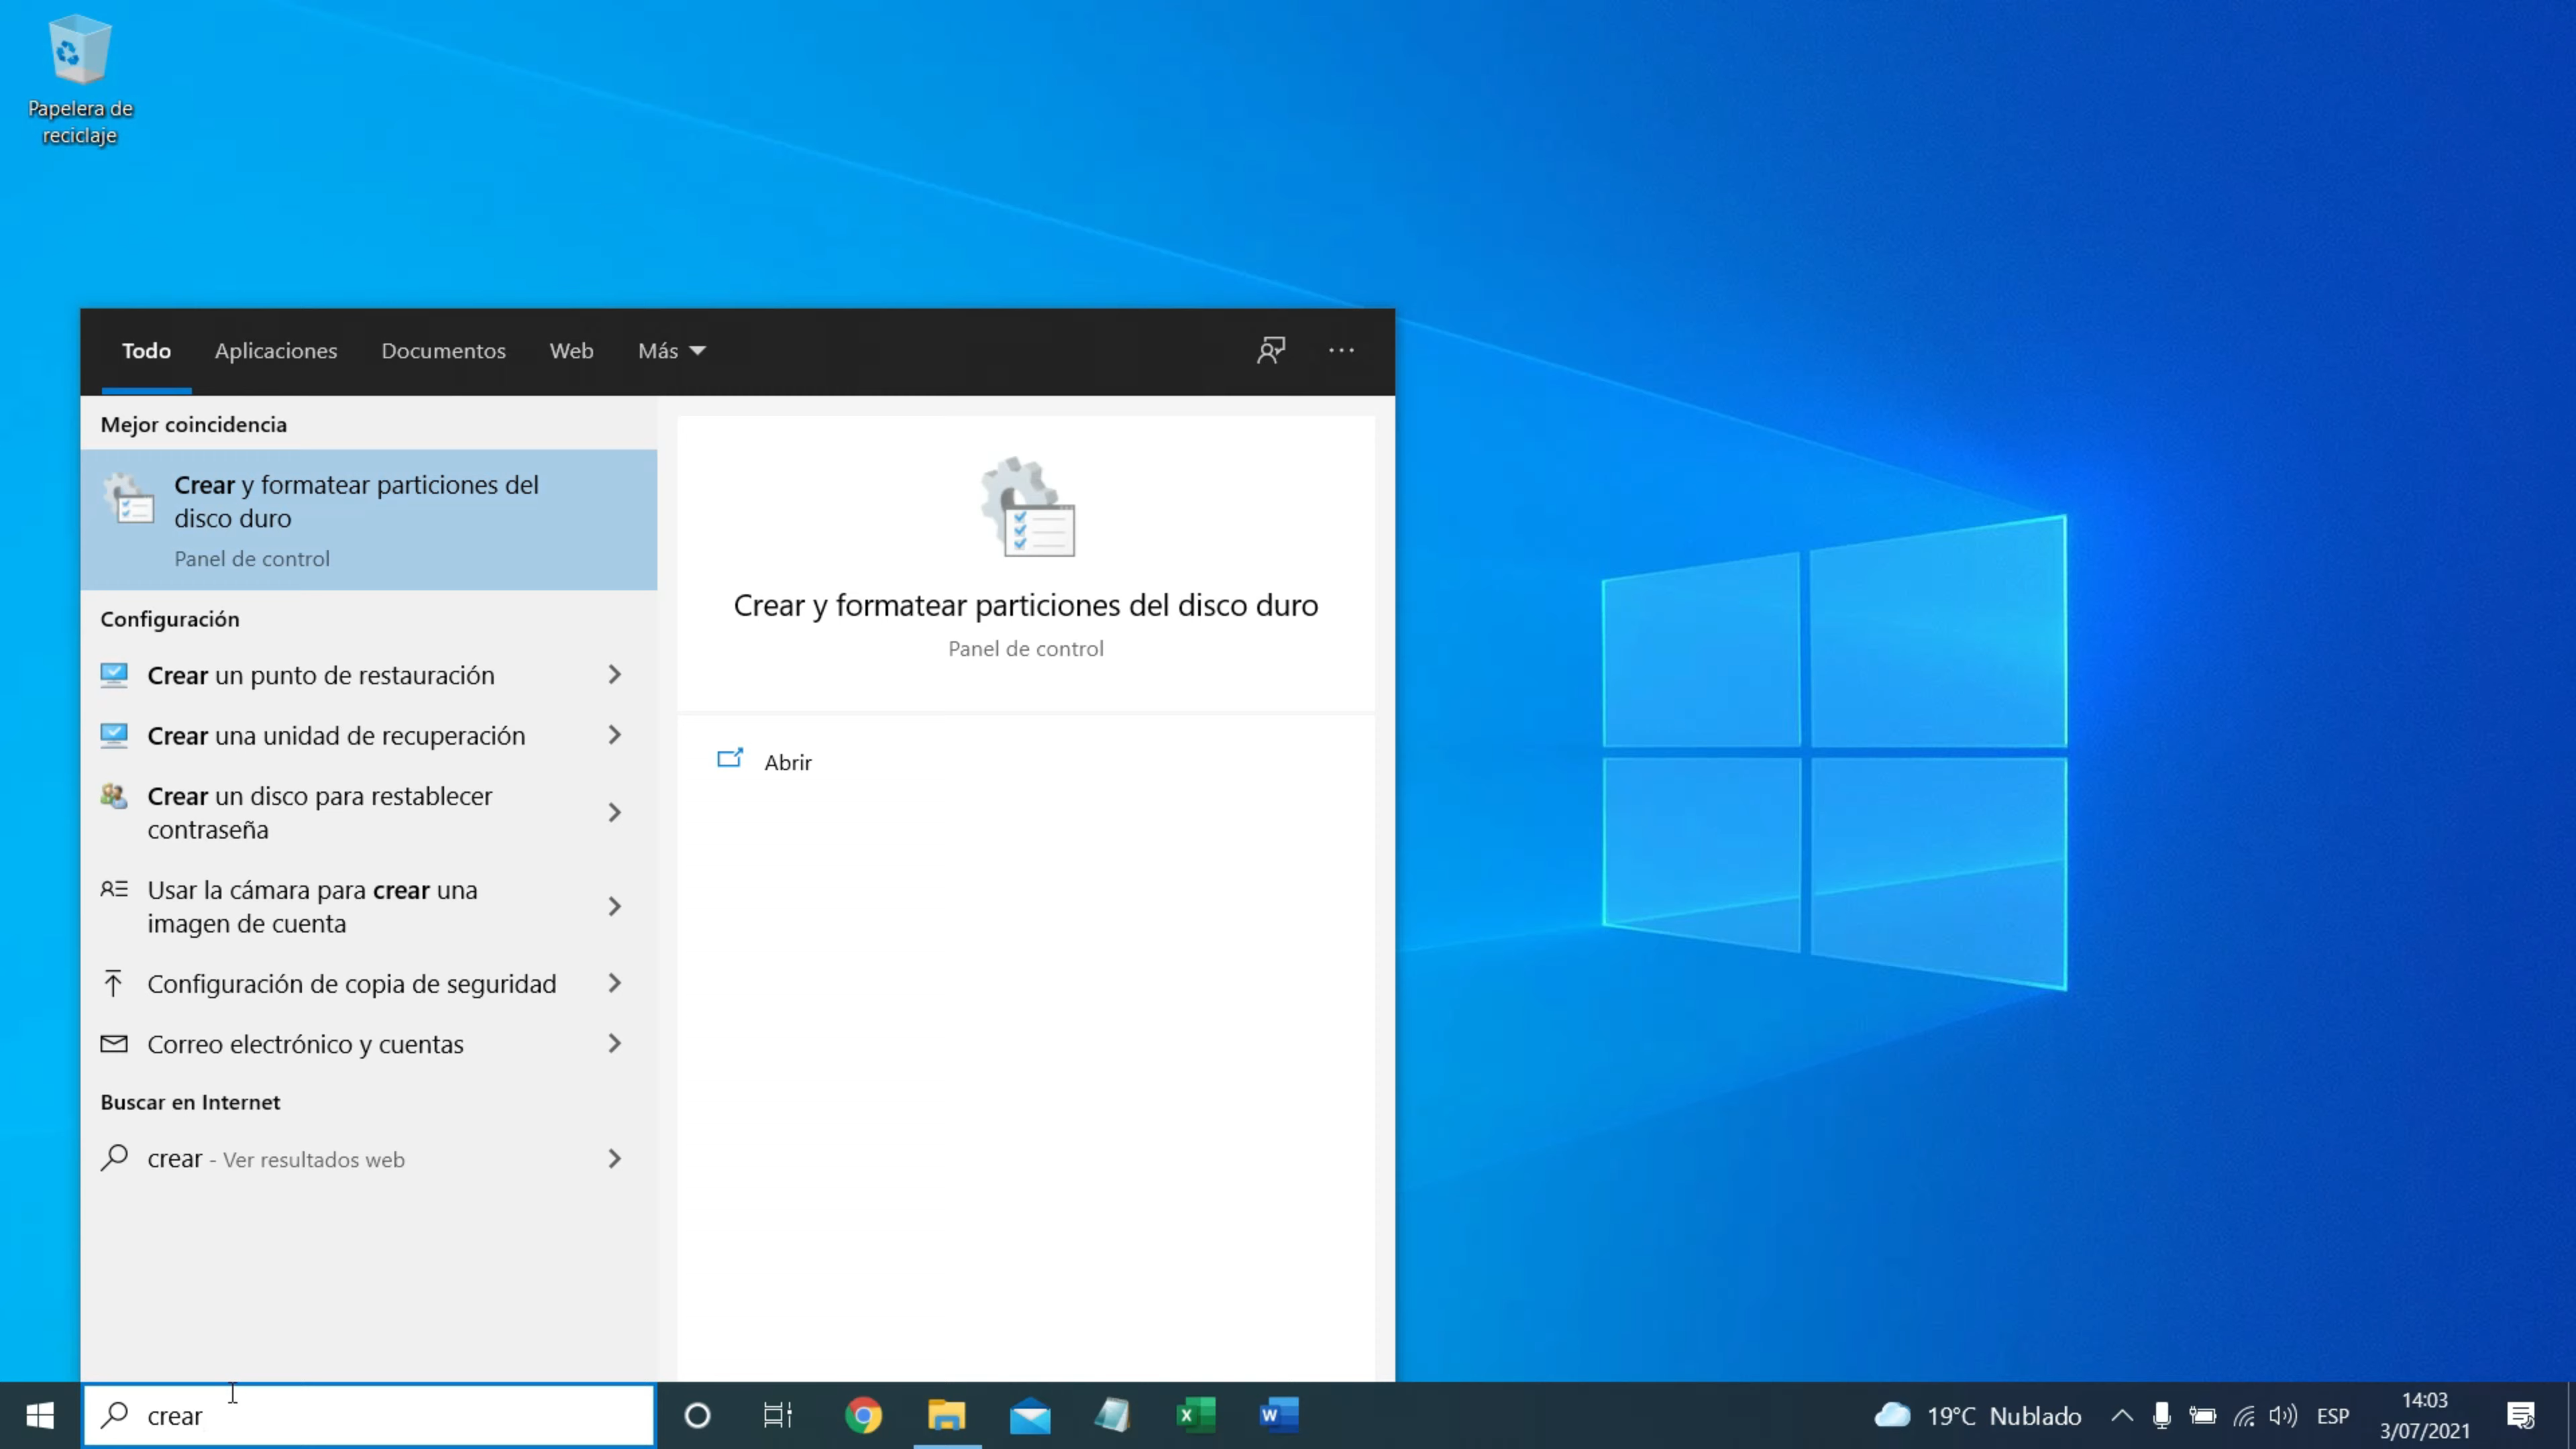 Papelera de
reciclaje
Todo Aplicaciones Documentos Web Más
Mejor coincidencia
Crear y formatear particiones del
disco duro
Panel de control
Configuración
Crear un punto de restauración
Crear una unidad de recuperación
Crear un disco para restablecer
contraseña
Usar la cámara para crear una
imagen de cuenta
Configuración de copia de seguridad
Correo electrónico y cuentas
Buscar en Internet
crear - Ver resultados web
Crear y formatear particiones del disco duro
Panel de control
Abrir
crear
X
W
19°C Nublado
ESP
14:03
3/07/2021